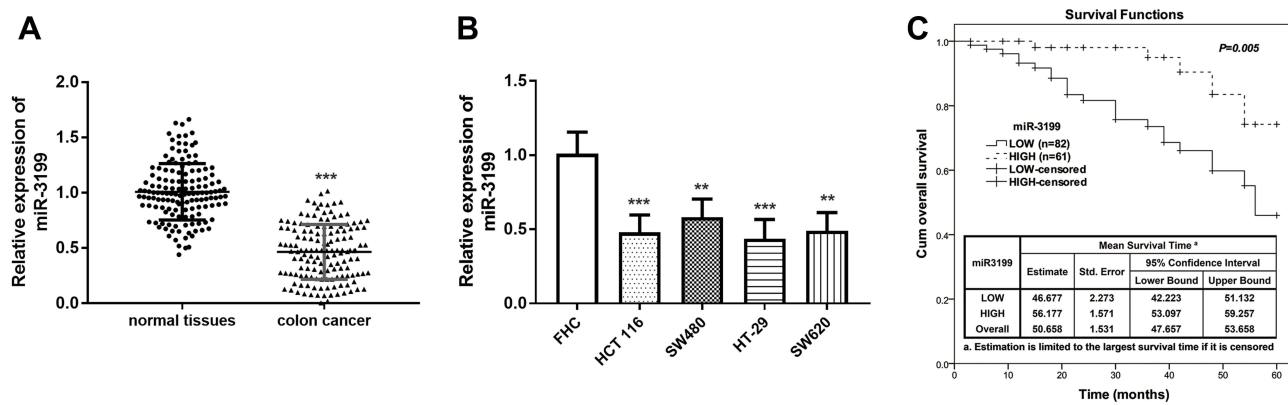 A
Relative expression of
miR-3199
2.0
1.5
1.0
0.5
0.0
***
normal tissues
colon cancer
B
Relative expression of
miR-3199
1.5
1.0
0.5
0.0
***
**
***
**
FHC
HCT 116
SW480
HT-29
SW620
C
Survival Functions
P=0.005
Cum overall survival
1.0
0.8
0.6
0.4
0.2
0.0
miR-3199
LOW (n=82)
HIGH (n=61)
LOW-censored
HIGH-censored
miR3199
Mean Survival Time a
Estimate
Std. Error
95% Confidence Interval
Lower Bound
Upper Bound
LOW 46.677 2.273 42.223 51.132
HIGH 56.177 1.571 53.097 59.257
Overall 50.658 1.531 47.657 53.658
a. Estimation is limited to the largest survival time if it is censored
0 10 20 30 40 50 60
Time (months)